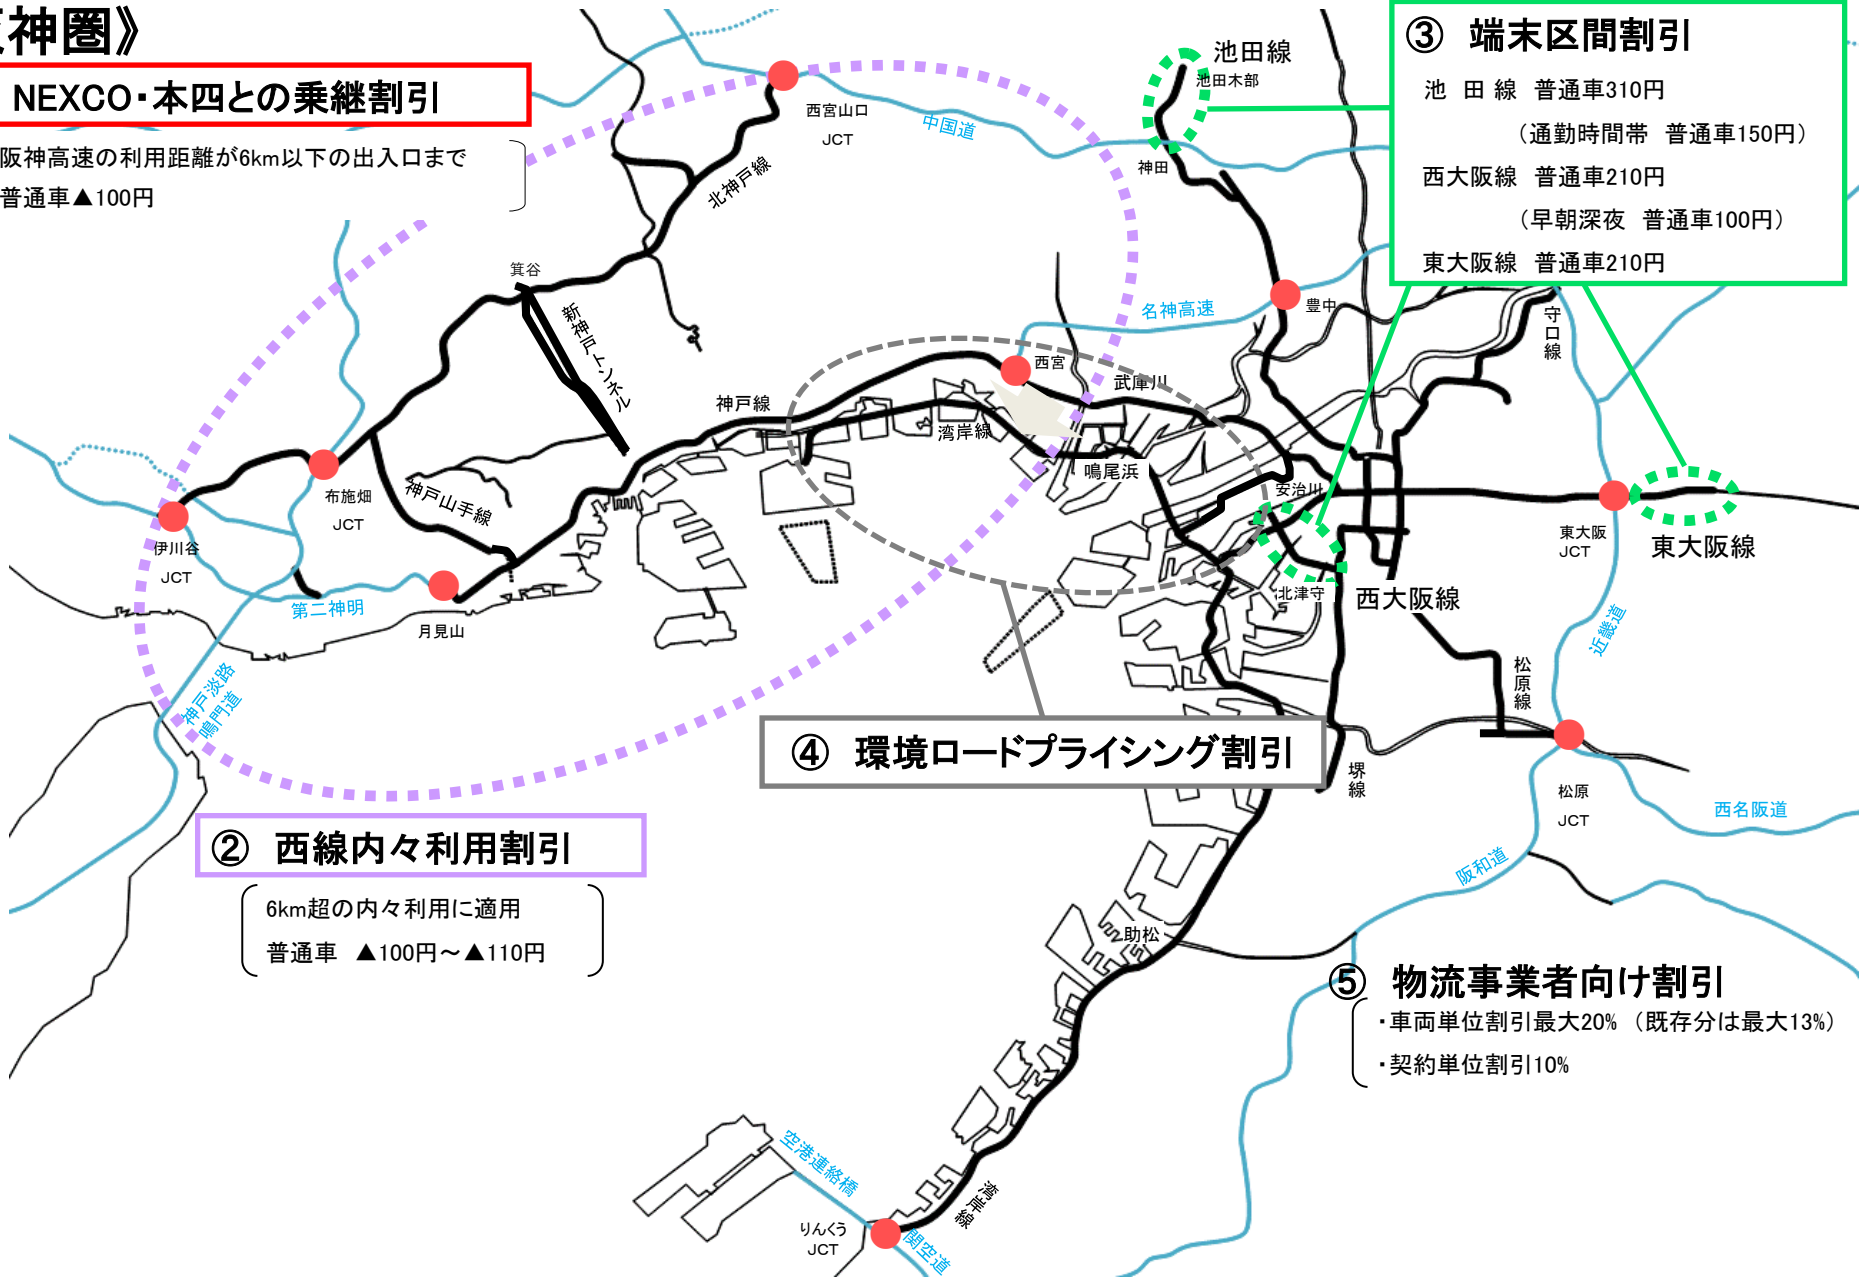 神圏》
NEXCO・本四との乗継割引
阪神高速の利用距離が6km以下の出入口まで
普通車▲100円
③ 端末区間割引
池 田 線 普通車310円
（通勤時間帯 普通車150円）
西大阪線 普通車210円
（早朝深夜 普通車100円）
東大阪線 普通車210円
池田線
池田木部
西宮山口
JCT
中国道
神田
北神戸線
箕谷
新神戸トンネル
名神高速
豊中
守口線
西宮
武庫川
神戸線
湾岸線
鳴尾浜
安治川
布施畑
JCT
神戸山手線
伊川谷
JCT
東大阪
JCT
東大阪線
第二神明
月見山
北津守
西大阪線
近畿道
神戸淡路
鳴門道
松原線
④ 環境ロードプライシング割引
堺線
松原
JCT
西名阪道
② 西線内々利用割引
6km超の内々利用に適用
普通車 ▲100円～▲110円
阪和道
助松
⑤ 物流事業者向け割引
・車両単位割引最大20% （既存分は最大13%）
・契約単位割引10%
空港連絡橋
湾岸線
りんくう
JCT
関空道